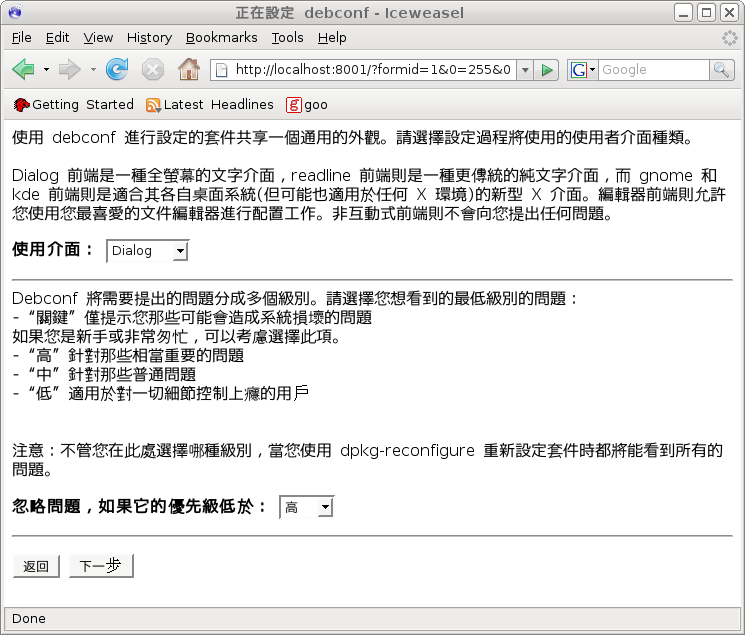 正在設定 debconf - Iceweasel
File Edit View History Bookmarks Tools Help
http://localhost:8001/?formid=1&0=255&0
G Google
Getting Started Latest Headlines g goo
使用 debconf 進行設定的套件共享一個通用的外觀。請選擇設定過程將使用的使用者介面種類。
Dialog 前端是一種全螢幕的文字介面，readline 前端則是一種更傳統的純文字介面，而 gnome 和
kde 前端則是適合其各自桌面系統(但可能也適用於任何 X 環境)的新型 X 介面。編輯器前端則允許
您使用您最喜愛的文件編輯器進行配置工作。非互動式前端則不會向您提出任何問題。
使用介面： Dialog
Debconf 將需要提出的問題分成多個級別。請選擇您想看到的最低級別的問題：
- “關鍵” 僅提示您那些可能會造成系統損壞的問題
如果您是新手或非常匆忙，可以考慮選擇此項。
- “高” 針對那些相當重要的問題
- “中” 針對那些普通問題
- “低” 適用於對一切細節控制上癮的用戶
注意：不管您在此處選擇哪種級別，當您使用 dpkg-reconfigure 重新設定套件時都將能看到所有的
問題。
忽略問題，如果它的優先級低於： 高
返回 下一步
Done